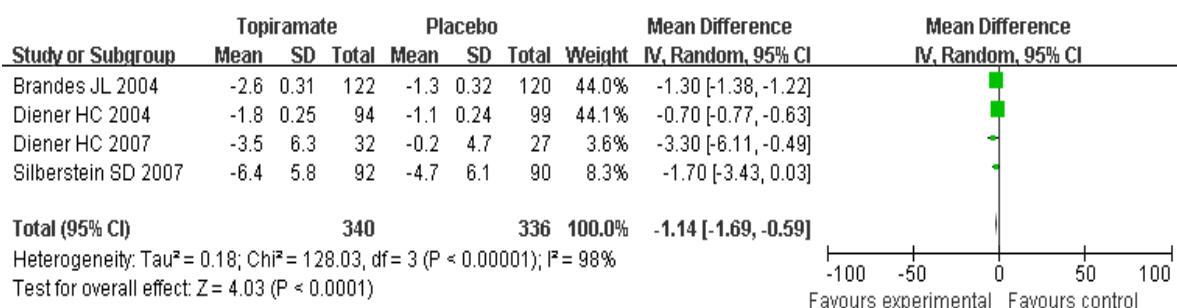 Topiramate Placebo Mean Difference Mean Difference
Study or Subgroup Mean SD Total Mean SD Total Weight IV, Random, 95% CI IV, Random, 95% CI
Brandes JL 2004 -2.6 0.31 122 -1.3 0.32 120 44.0% -1.30 [-1.38, -1.22]
Diener HC 2004 -1.8 0.25 94 -1.1 0.24 99 44.1% -0.70 [-0.77, -0.63]
Diener HC 2007 -3.5 6.3 32 -0.2 4.7 27 3.6% -3.30 [-6.11, -0.49]
Silberstein SD 2007 -6.4 5.8 92 -4.7 6.1 90 8.3% -1.70 [-3.43, 0.03]
Total (95% CI) 340 336 100.0% -1.14 [-1.69, -0.59]
Heterogeneity: Tau² = 0.18; Chi² = 128.03, df = 3 (P < 0.00001); I² = 98%
Test for overall effect: Z = 4.03 (P < 0.0001)
-100 -50 0 50 100
Favours experimental Favours control